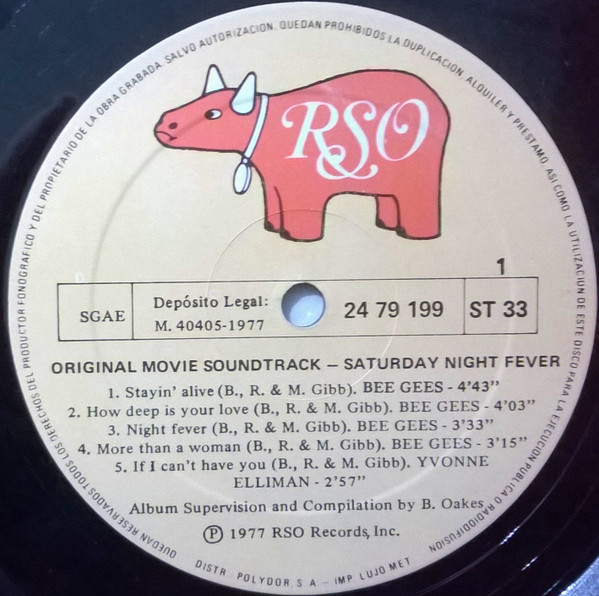 QUEDAN RESERVADOS TODOS LOS DERECHOS DEL PRODUCTOR FONOGRAFICO Y DEL PROPIETARIO DE LA OBRA GRABADA. SALVO AUTORIZACION, QUEDAN PROHIBIDOS LA DUPLICACION, ALQUILER Y PRESTAMO, ASI COMO LA UTILIZACION DE ESTE DISCO PARA LA EJECUCION PUBLICA O RADIODIFUSION
RSO
1
SGAE
Depósito Legal:
M. 40405-1977
24 79 199
ST 33
ORIGINAL MOVIE SOUNDTRACK – SATURDAY NIGHT FEVER
1. Stayin' alive (B., R. & M. Gibb). BEE GEES - 4'43"
2. How deep is your love (B., R. & M. Gibb). BEE GEES - 4'03"
3. Night fever (B., R. & M. Gibb). BEE GEES - 3'33"
4. More than a woman (B., R. & M. Gibb). BEE GEES - 3'15"
5. If I can't have you (B., R. & M. Gibb). YVONNE
ELLIMAN - 2'57"
Album Supervision and Compilation by B. Oakes
Ⓟ 1977 RSO Records, Inc.
DISTR. POLYDOR S A – IMP LUJO MET